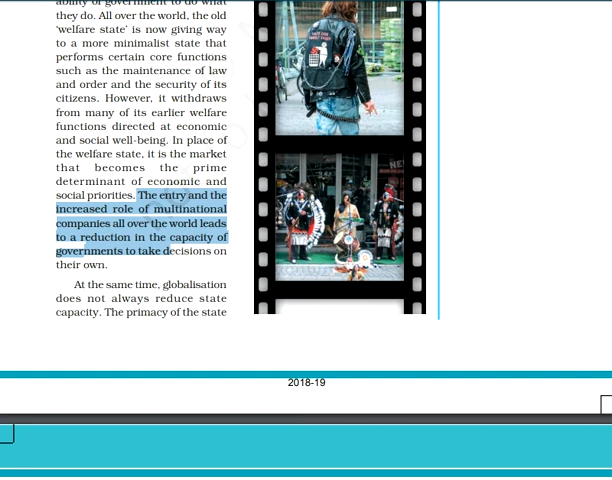 ability of government to do what
they do. All over the world, the old
‘welfare state’ is now giving way
to a more minimalist state that
performs certain core functions
such as the maintenance of law
and order and the security of its
citizens. However, it withdraws
from many of its earlier welfare
functions directed at economic
and social well-being. In place of
the welfare state, it is the market
that becomes the prime
determinant of economic and
social priorities. The entry and the
increased role of multinational
companies all over the world leads
to a reduction in the capacity of
governments to take decisions on
their own.
At the same time, globalisation
does not always reduce state
capacity. The primacy of the state
2018-19